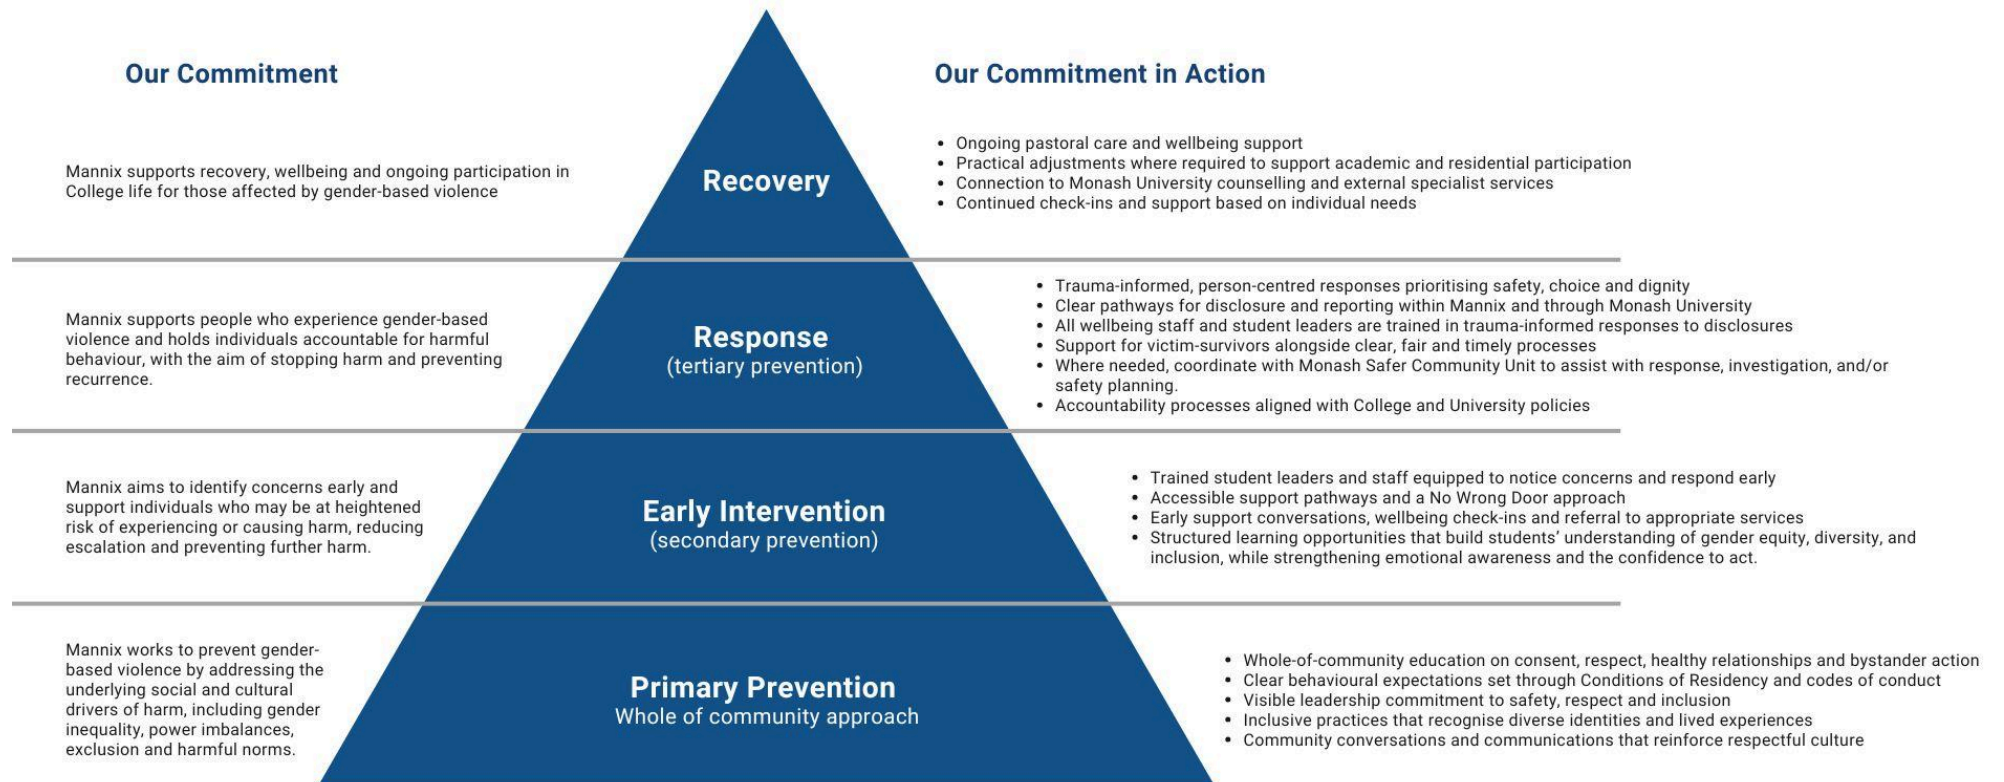 Our Commitment
Our Commitment in Action
Mannix supports recovery, wellbeing and ongoing participation in
College life for those affected by gender-based violence
Recovery
• Ongoing pastoral care and wellbeing support
• Practical adjustments where required to support academic and residential participation
• Connection to Monash University counselling and external specialist services
• Continued check-ins and support based on individual needs
Mannix supports people who experience gender-based
violence and holds individuals accountable for harmful
behaviour, with the aim of stopping harm and preventing
recurrence.
Response
(tertiary prevention)
• Trauma-informed, person-centred responses prioritising safety, choice and dignity
• Clear pathways for disclosure and reporting within Mannix and through Monash University
• All wellbeing staff and student leaders are trained in trauma-informed responses to disclosures
• Support for victim-survivors alongside clear, fair and timely processes
• Where needed, coordinate with Monash Safer Community Unit to assist with response, investigation, and/or
safety planning.
• Accountability processes aligned with College and University policies
Mannix aims to identify concerns early and
support individuals who may be at heightened
risk of experiencing or causing harm, reducing
escalation and preventing further harm.
Early Intervention
(secondary prevention)
• Trained student leaders and staff equipped to notice concerns and respond early
• Accessible support pathways and a No Wrong Door approach
• Early support conversations, wellbeing check-ins and referral to appropriate services
• Structured learning opportunities that build students’ understanding of gender equity, diversity, and
inclusion, while strengthening emotional awareness and the confidence to act.
Mannix works to prevent gender-
based violence by addressing the
underlying social and cultural
drivers of harm, including gender
inequality, power imbalances,
exclusion and harmful norms.
Primary Prevention
Whole of community approach
• Whole-of-community education on consent, respect, healthy relationships and bystander action
• Clear behavioural expectations set through Conditions of Residency and codes of conduct
• Visible leadership commitment to safety, respect and inclusion
• Inclusive practices that recognise diverse identities and lived experiences
• Community conversations and communications that reinforce respectful culture